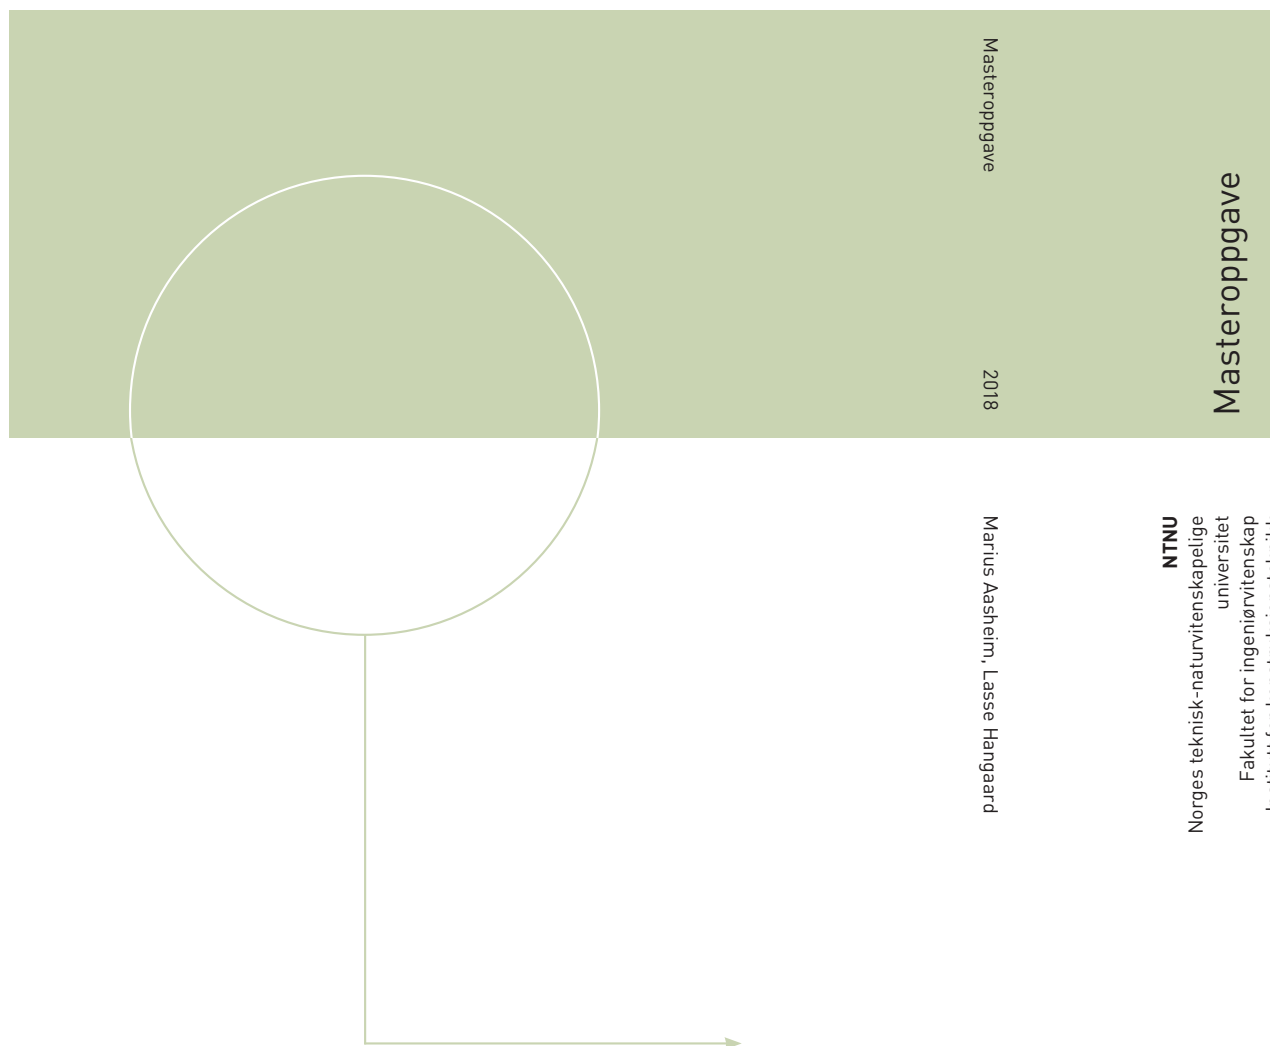 Masteroppgave
2018
Marius Aasheim, Lasse Hangaard
Masteroppgave
NTNU
Norges teknisk-naturvitenskapelige
universitet
Fakultet for ingeniørvitenskap